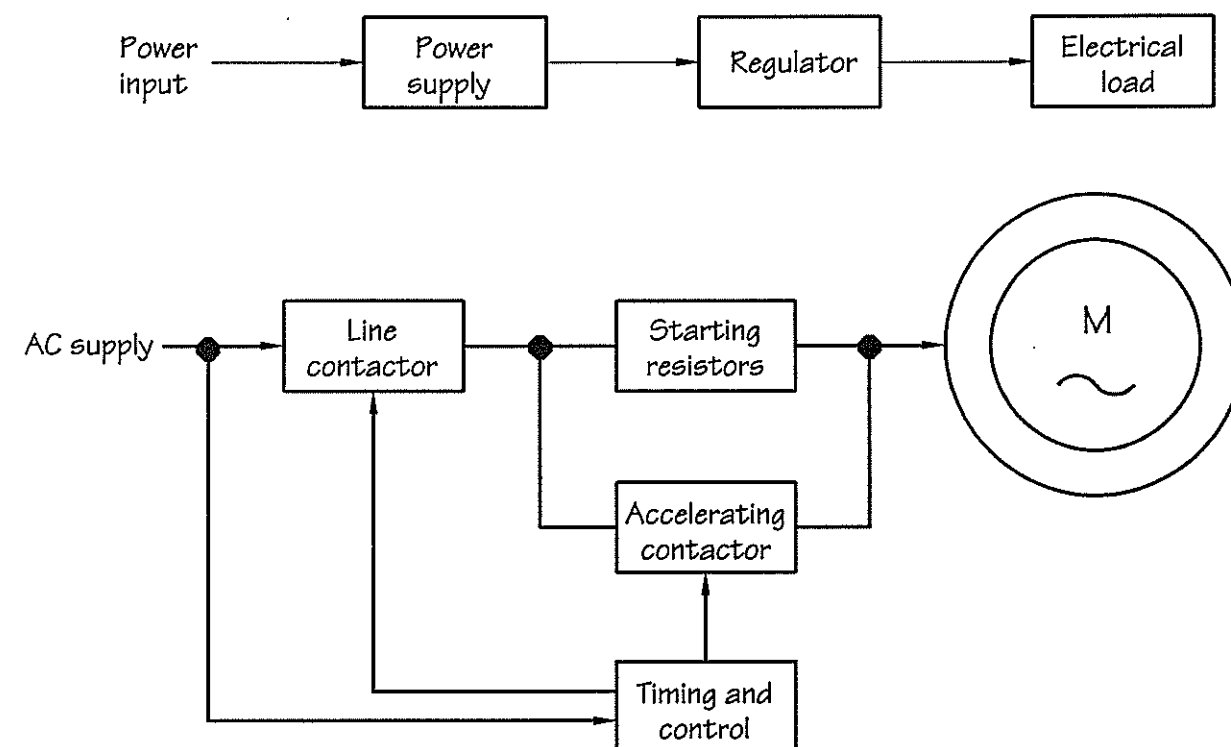 Power
input
Power
supply
Regulator
Electrical
load
AC supply
Line
contactor
Starting
resistors
M
Accelerating
contactor
Timing and
control